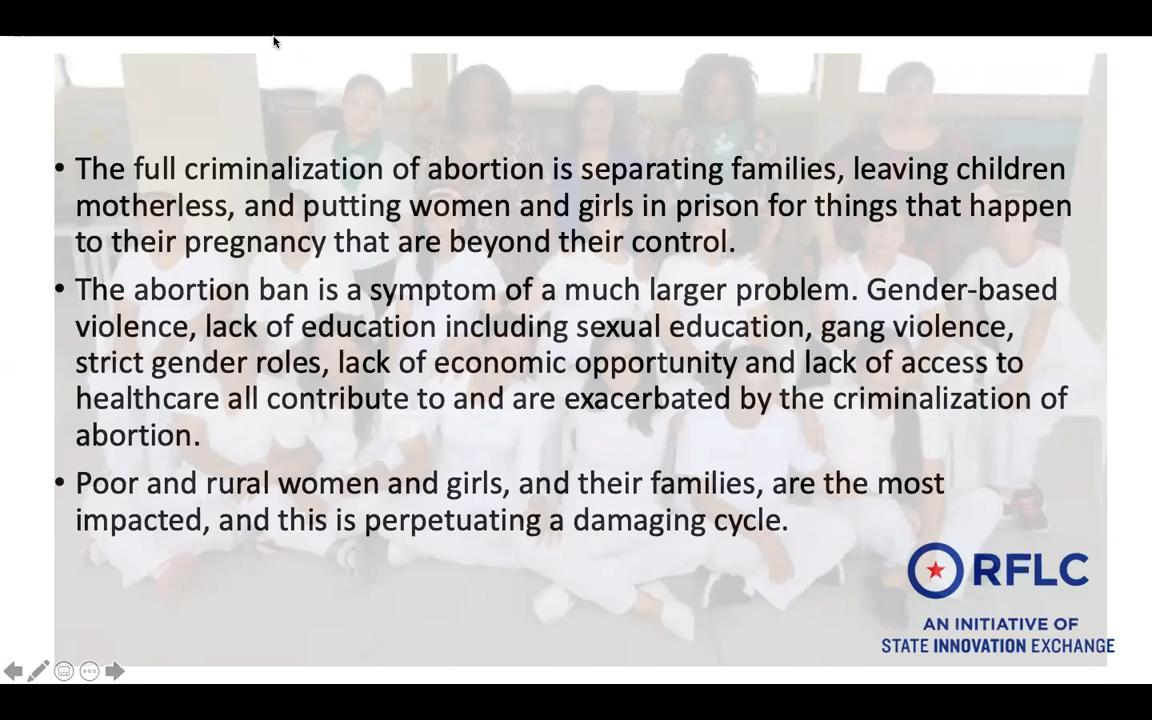 • The full criminalization of abortion is separating families, leaving children
motherless, and putting women and girls in prison for things that happen
to their pregnancy that are beyond their control.
• The abortion ban is a symptom of a much larger problem. Gender-based
violence, lack of education including sexual education, gang violence,
strict gender roles, lack of economic opportunity and lack of access to
healthcare all contribute to and are exacerbated by the criminalization of
abortion.
• Poor and rural women and girls, and their families, are the most
impacted, and this is perpetuating a damaging cycle.
RFLC
AN INITIATIVE OF
STATE INNOVATION EXCHANGE